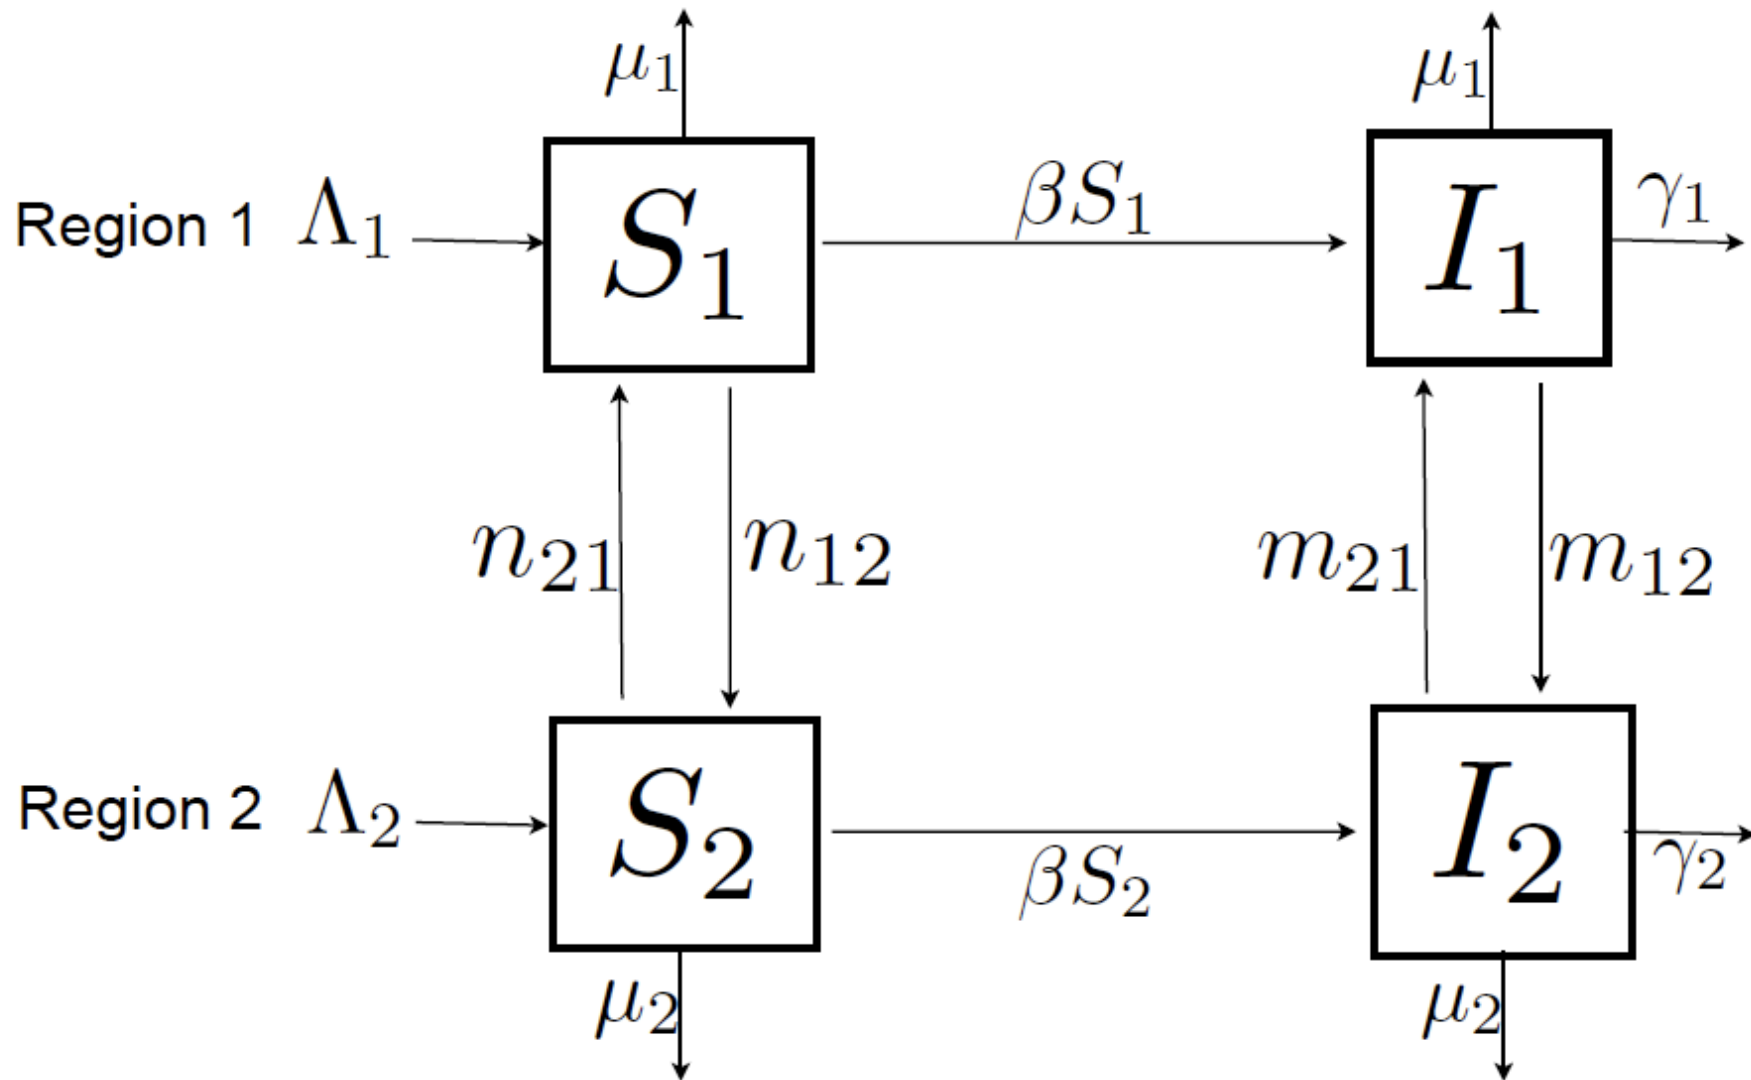 μ₁ μ₁
Region 1 Λ₁ S₁ βS₁ I₁ γ₁
n₂₁ n₁₂ m₂₁ m₁₂
Region 2 Λ₂ S₂ βS₂ I₂ γ₂
μ₂ μ₂